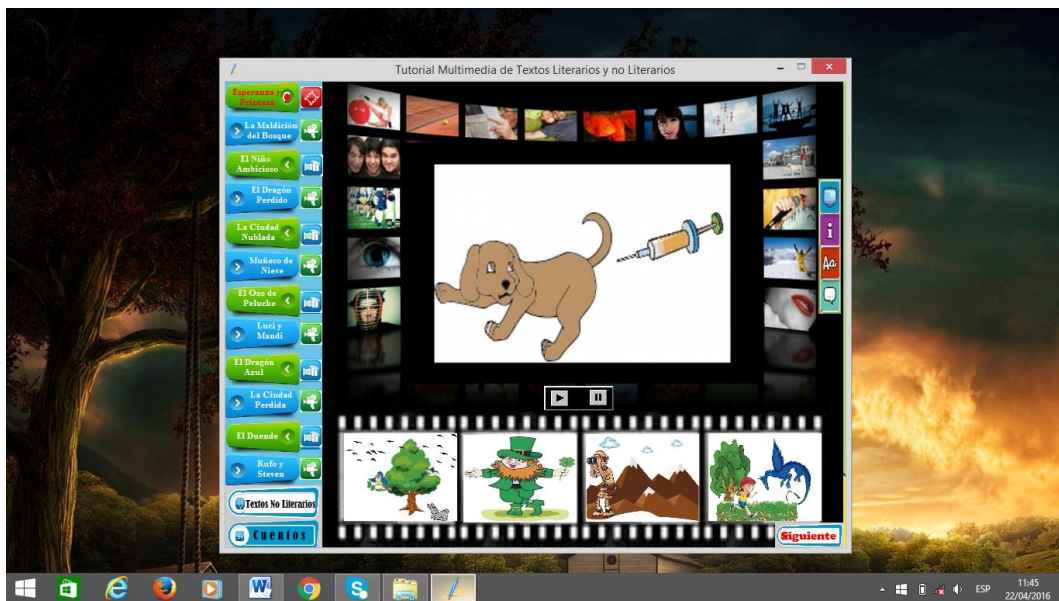 Tutorial Multimedia de Textos Literarios y no Literarios
Esperanza y
Princesa
La Maldición
del Bosque
El Niño
Ambicioso
El Dragón
Perdido
La Ciudad
Nublada
Muñeco de
Nieve
El Oso de
Peluche
Luci y
Mandi
El Dragón
Azul
La Ciudad
Perdida
El Duende
Rufo y
Steven
Textos No Literarios
Cuentos
i
Aa
Siguiente
ESP
11:45
22/04/2016